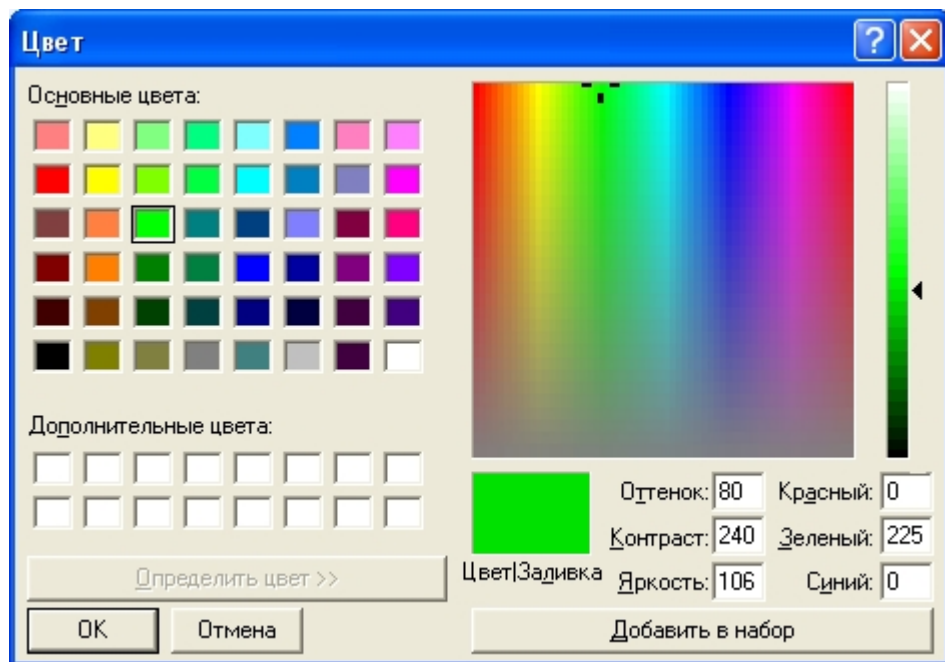 Цвет
Основные цвета:
Дополнительные цвета:
Определить цвет >>
OK
Отмена
Цвет|Заливка
Оттенок: 80
Контраст: 240
Яркость: 106
Красный: 0
Зеленый: 225
Синий: 0
Добавить в набор